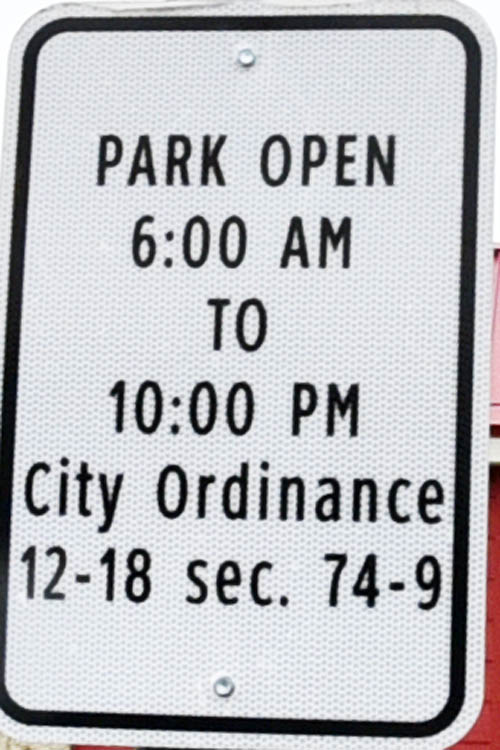 PARK OPEN
6:00 AM
TO
10:00 PM
City Ordinance
12-18 sec. 74-9